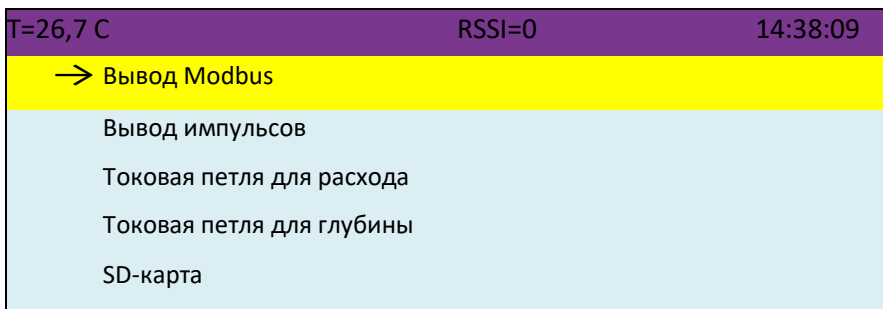 T=26,7 C RSSI=0 14:38:09
→ Вывод Modbus
Вывод импульсов
Токовая петля для расхода
Токовая петля для глубины
SD-карта